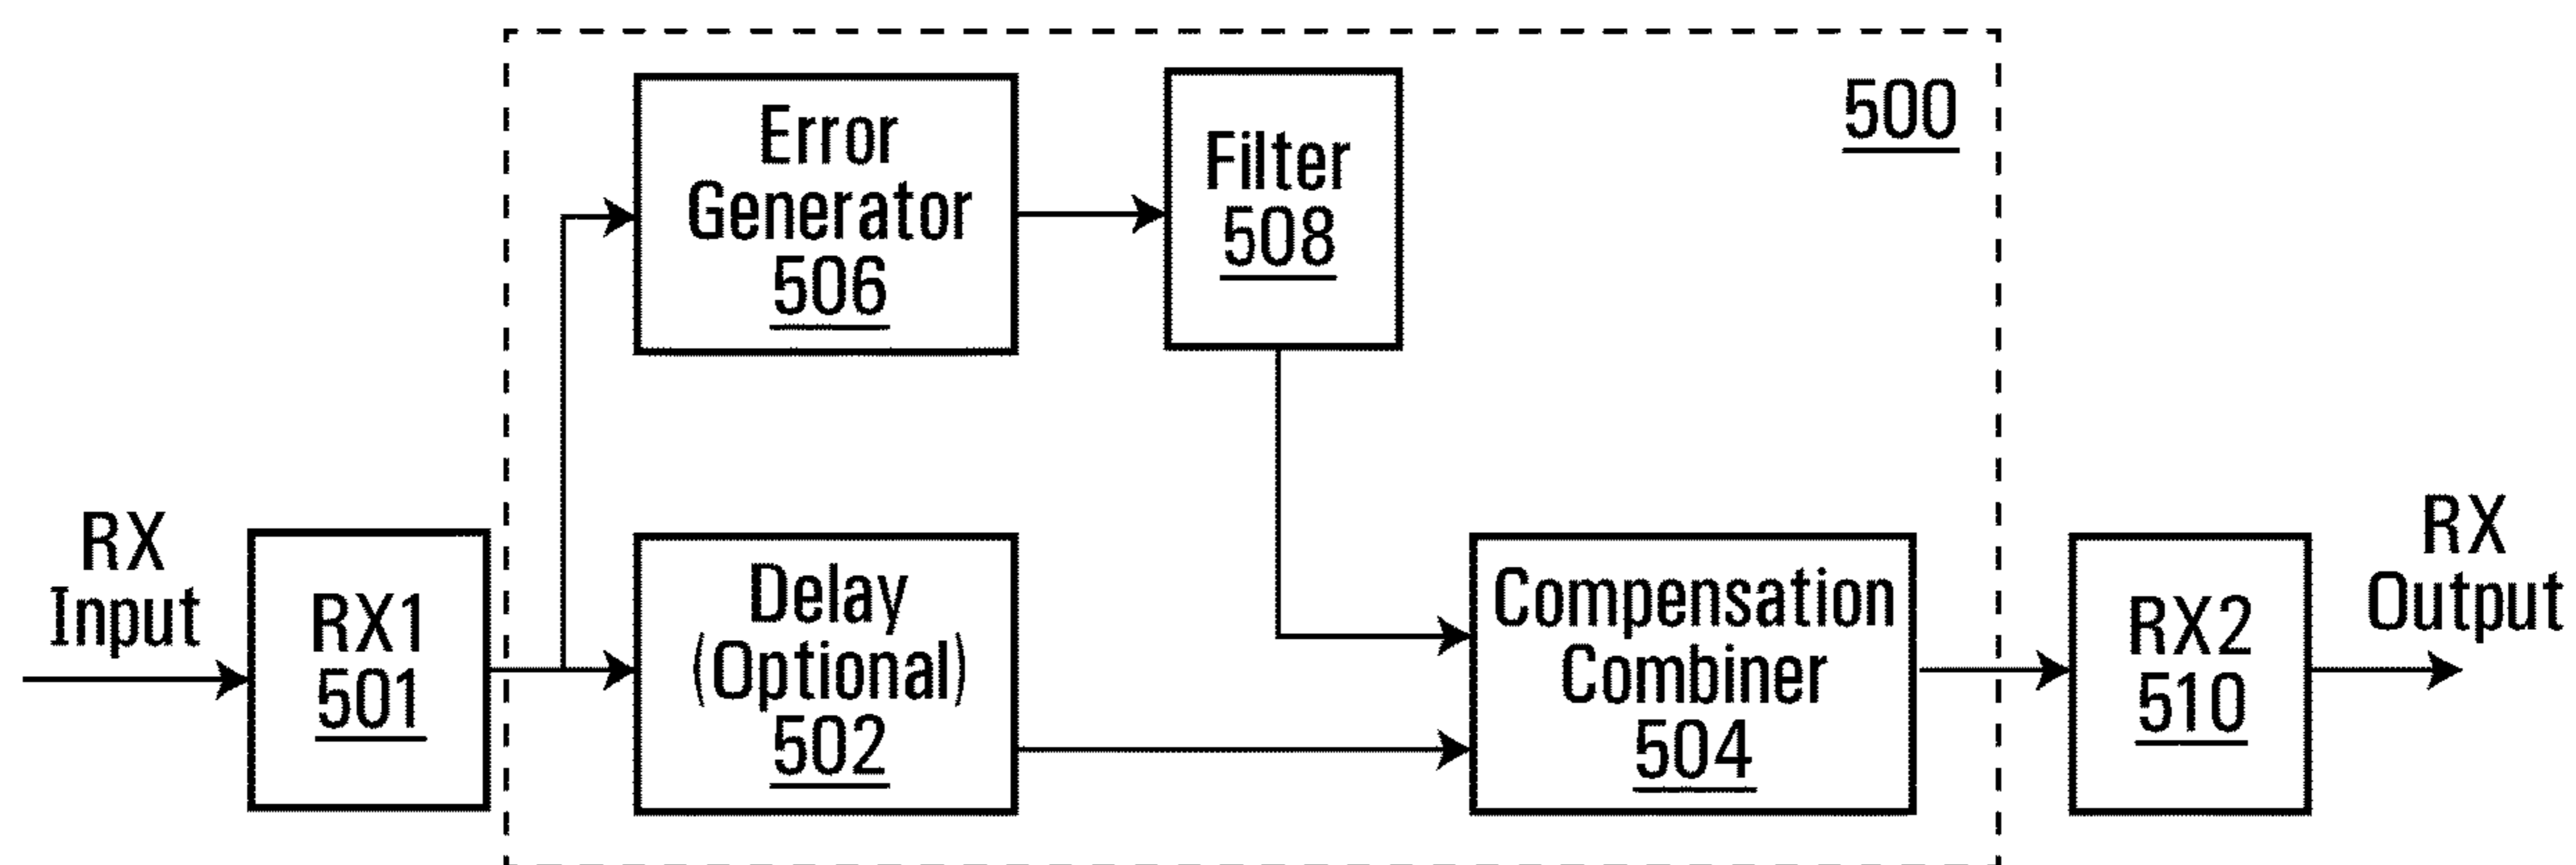 500
Error
Generator
506
Filter
508
RX
Input
RX1
501
Delay
(Optional)
502
Compensation
Combiner
504
RX2
510
RX
Output